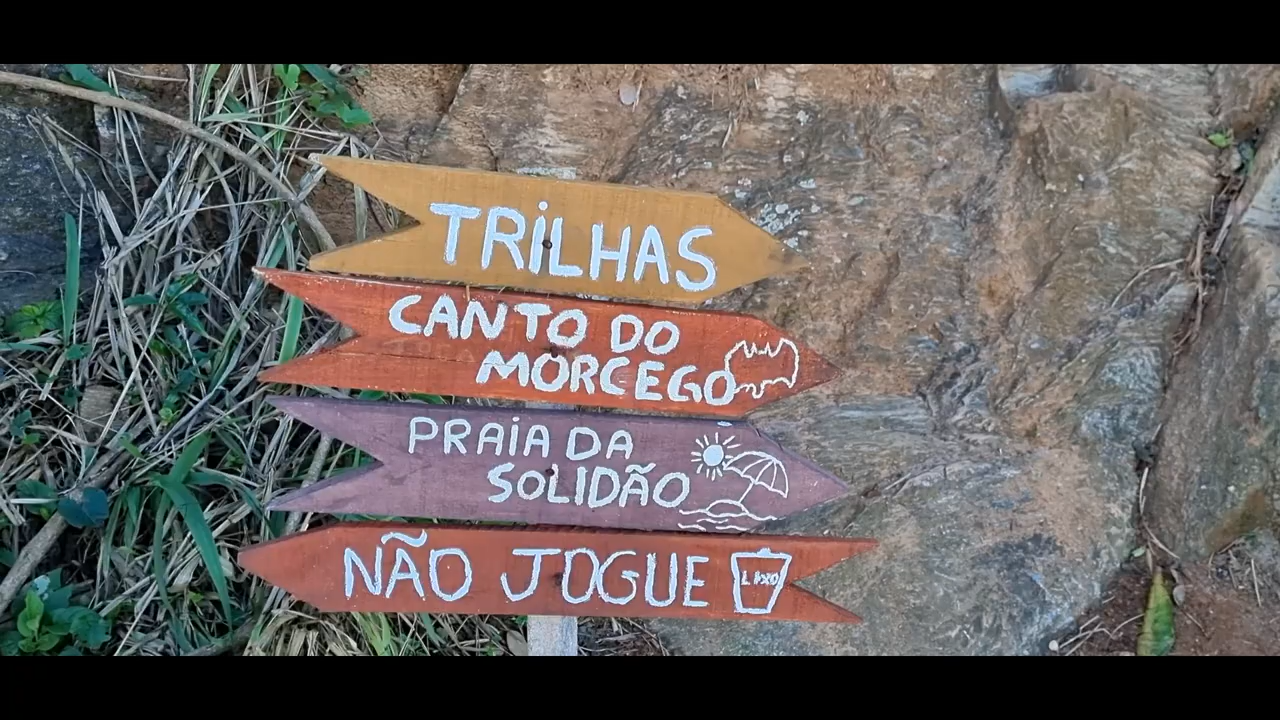 TRILHAS
CANTO DO
MORCEGO
PRAIA DA
SOLIDÃO
NÃO JOGUE
LIXO